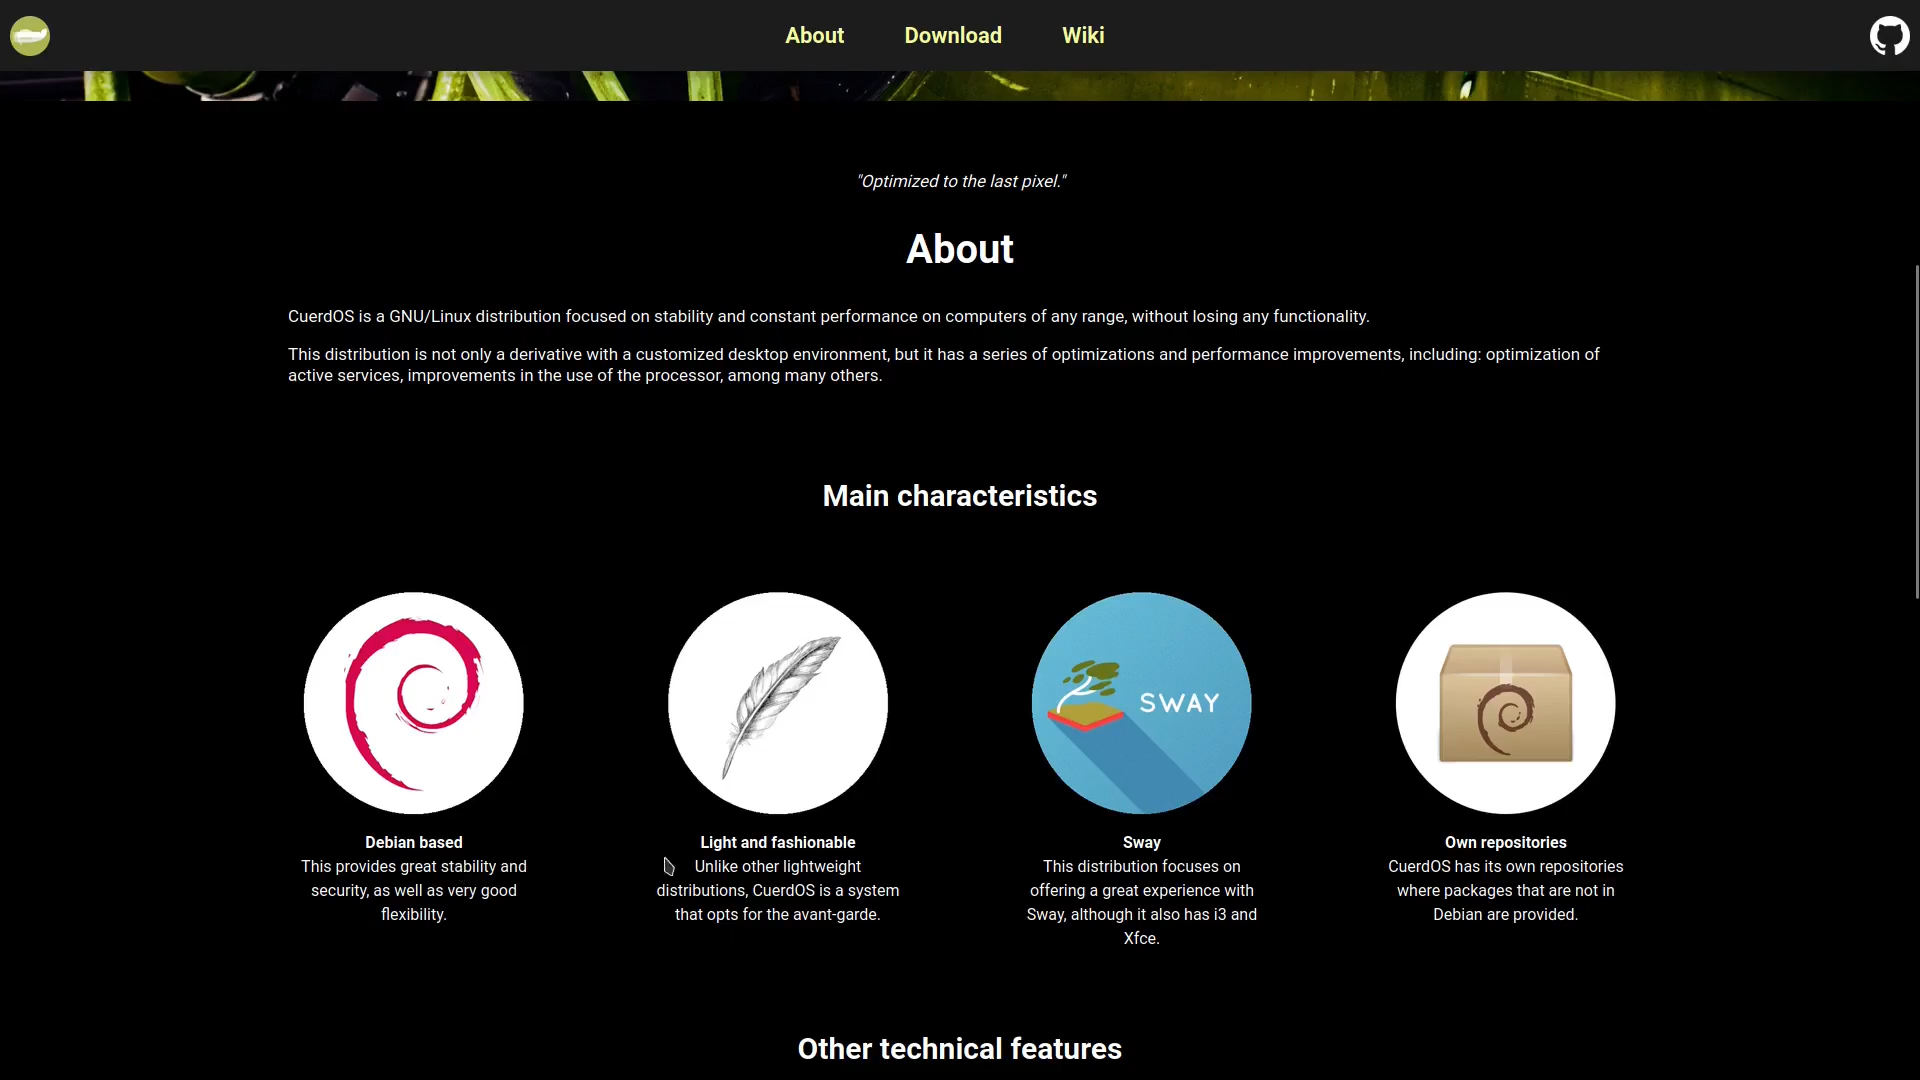 About
Download
Wiki
"Optimized to the last pixel."
About
CuerdOS is a GNU/Linux distribution focused on stability and constant performance on computers of any range, without losing any functionality.
This distribution is not only a derivative with a customized desktop environment, but it has a series of optimizations and performance improvements, including: optimization of
active services, improvements in the use of the processor, among many others.
Main characteristics
SWAY
Debian based
This provides great stability and
security, as well as very good
flexibility.
Light and fashionable
Unlike other lightweight
distributions, CuerdOS is a system
that opts for the avant-garde.
Sway
This distribution focuses on
offering a great experience with
Sway, although it also has i3 and
Xfce.
Own repositories
CuerdOS has its own repositories
where packages that are not in
Debian are provided.
Other technical features